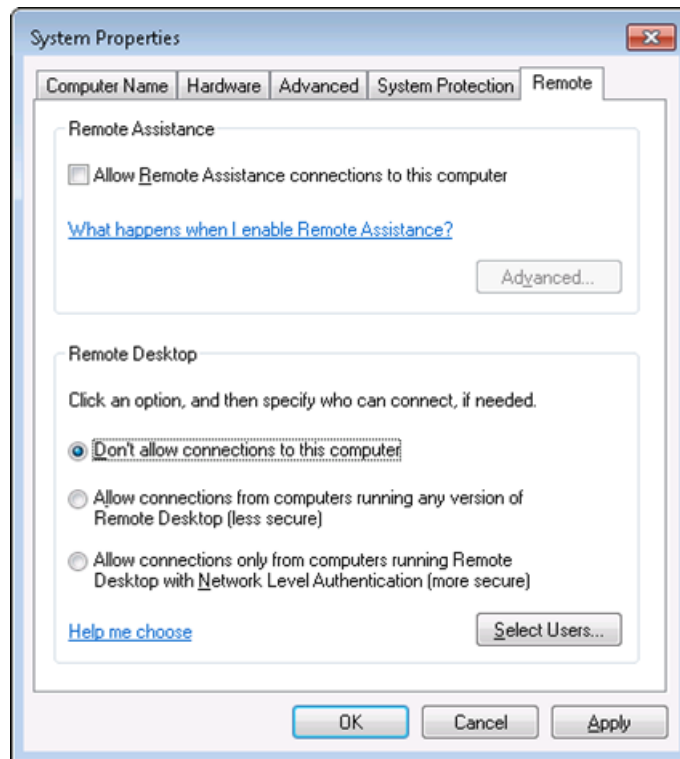 System Properties
Computer Name
Hardware
Advanced
System Protection
Remote
Remote Assistance
Allow Remote Assistance connections to this computer
What happens when I enable Remote Assistance?
Advanced...
Remote Desktop
Click an option, and then specify who can connect, if needed.
Don't allow connections to this computer
Allow connections from computers running any version of
Remote Desktop (less secure)
Allow connections only from computers running Remote
Desktop with Network Level Authentication (more secure)
Help me choose
Select Users...
OK
Cancel
Apply